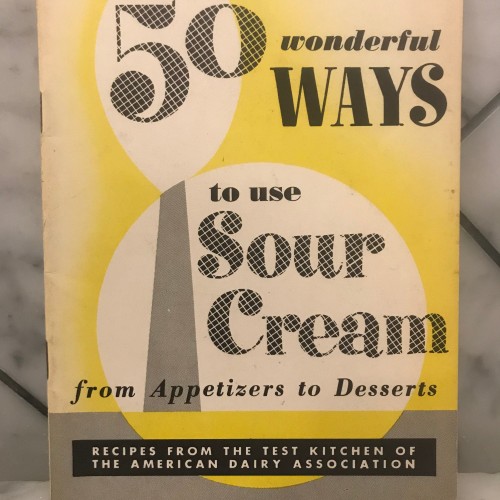 50 wonderful
WAYS
to use
Sour
Cream
from Appetizers to Desserts
RECIPES FROM THE TEST KITCHEN OF
THE AMERICAN DAIRY ASSOCIATION